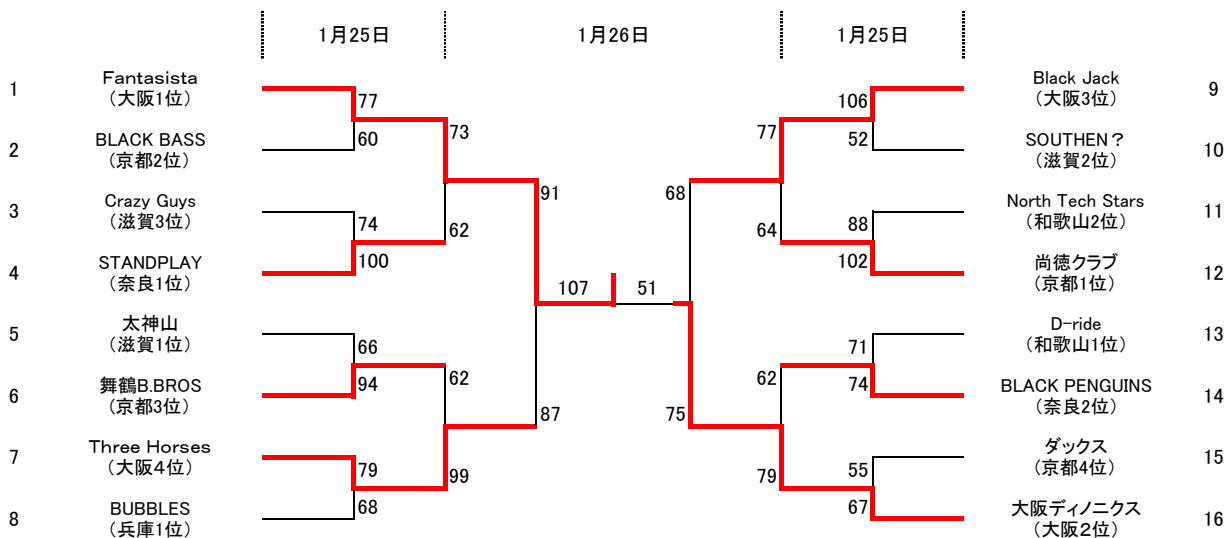 1月25日
1月26日
1月25日
1
Fantasista
（大阪1位）
2
BLACK BASS
（京都2位）
3
Crazy Guys
（滋賀3位）
4
STANDPLAY
（奈良1位）
5
太神山
（滋賀1位）
6
舞鶴B.BROS
（京都3位）
7
Three Horses
（大阪４位）
8
BUBBLES
（兵庫1位）
77
60
74
100
66
94
79
68
73
62
62
99
91
87
107
51
68
75
77
64
62
79
106
52
88
102
71
74
55
67
Black Jack
（大阪3位）
9
SOUTHEN？
（滋賀2位）
10
North Tech Stars
（和歌山2位）
11
尚徳クラブ
（京都1位）
12
D-ride
（和歌山1位）
13
BLACK PENGUINS
（奈良2位）
14
ダックス
（京都4位）
15
大阪ディノニクス
（大阪２位）
16